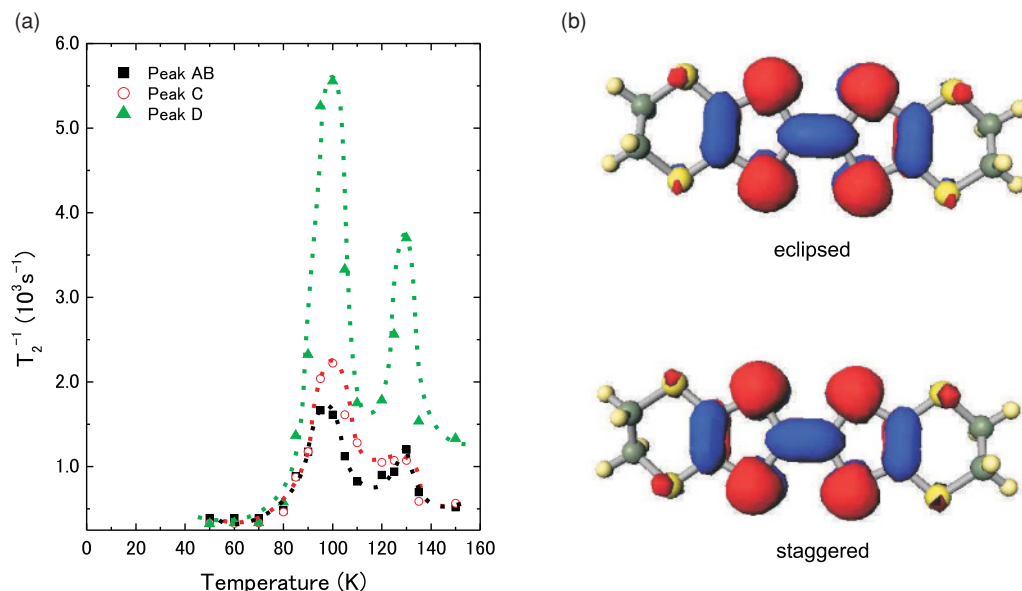 (a)
6.0
5.0
4.0
3.0
2.0
1.0
T₂⁻¹ (10³s⁻¹)
Peak AB
Peak C
Peak D
0 20 40 60 80 100 120 140 160
Temperature (K)
(b)
eclipsed
staggered